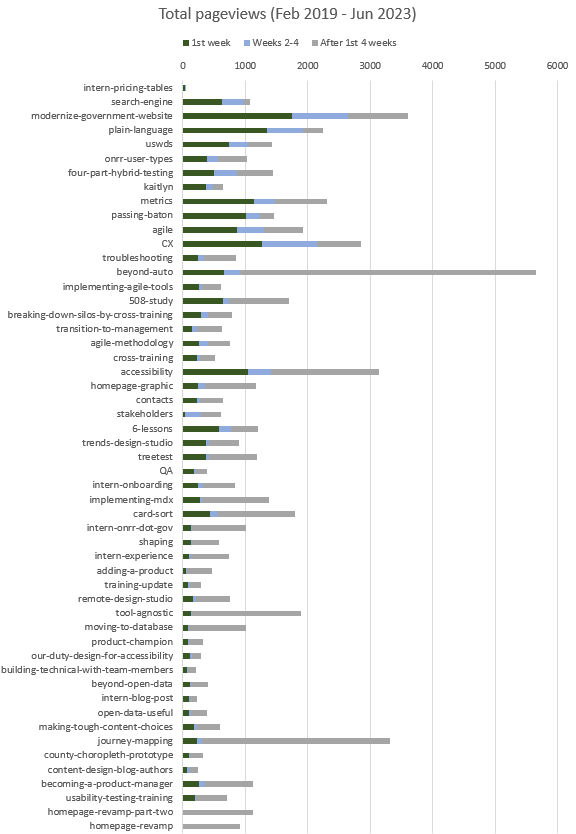 Total pageviews (Feb 2019 - Jun 2023)
1st week Weeks 2-4 After 1st 4 weeks
0 1000 2000 3000 4000 5000 6000
intern-pricing-tables
search-engine
modernize-government-website
plain-language
uswds
onrr-user-types
four-part-hybrid-testing
kaitlyn
metrics
passing-baton
agile
CX
troubleshooting
beyond-auto
implementing-agile-tools
508-study
breaking-down-silos-by-cross-training
transition-to-management
agile-methodology
cross-training
accessibility
homepage-graphic
contacts
stakeholders
6-lessons
trends-design-studio
treetest
QA
intern-onboarding
implementing-mdx
card-sort
intern-onrr-dot-gov
shaping
intern-experience
adding-a-product
training-update
remote-design-studio
tool-agnostic
moving-to-database
product-champion
our-duty-design-for-accessibility
building-technical-with-team-members
beyond-open-data
intern-blog-post
open-data-useful
making-tough-content-choices
journey-mapping
county-choropleth-prototype
content-design-blog-authors
becoming-a-product-manager
usability-testing-training
homepage-revamp-part-two
homepage-revamp